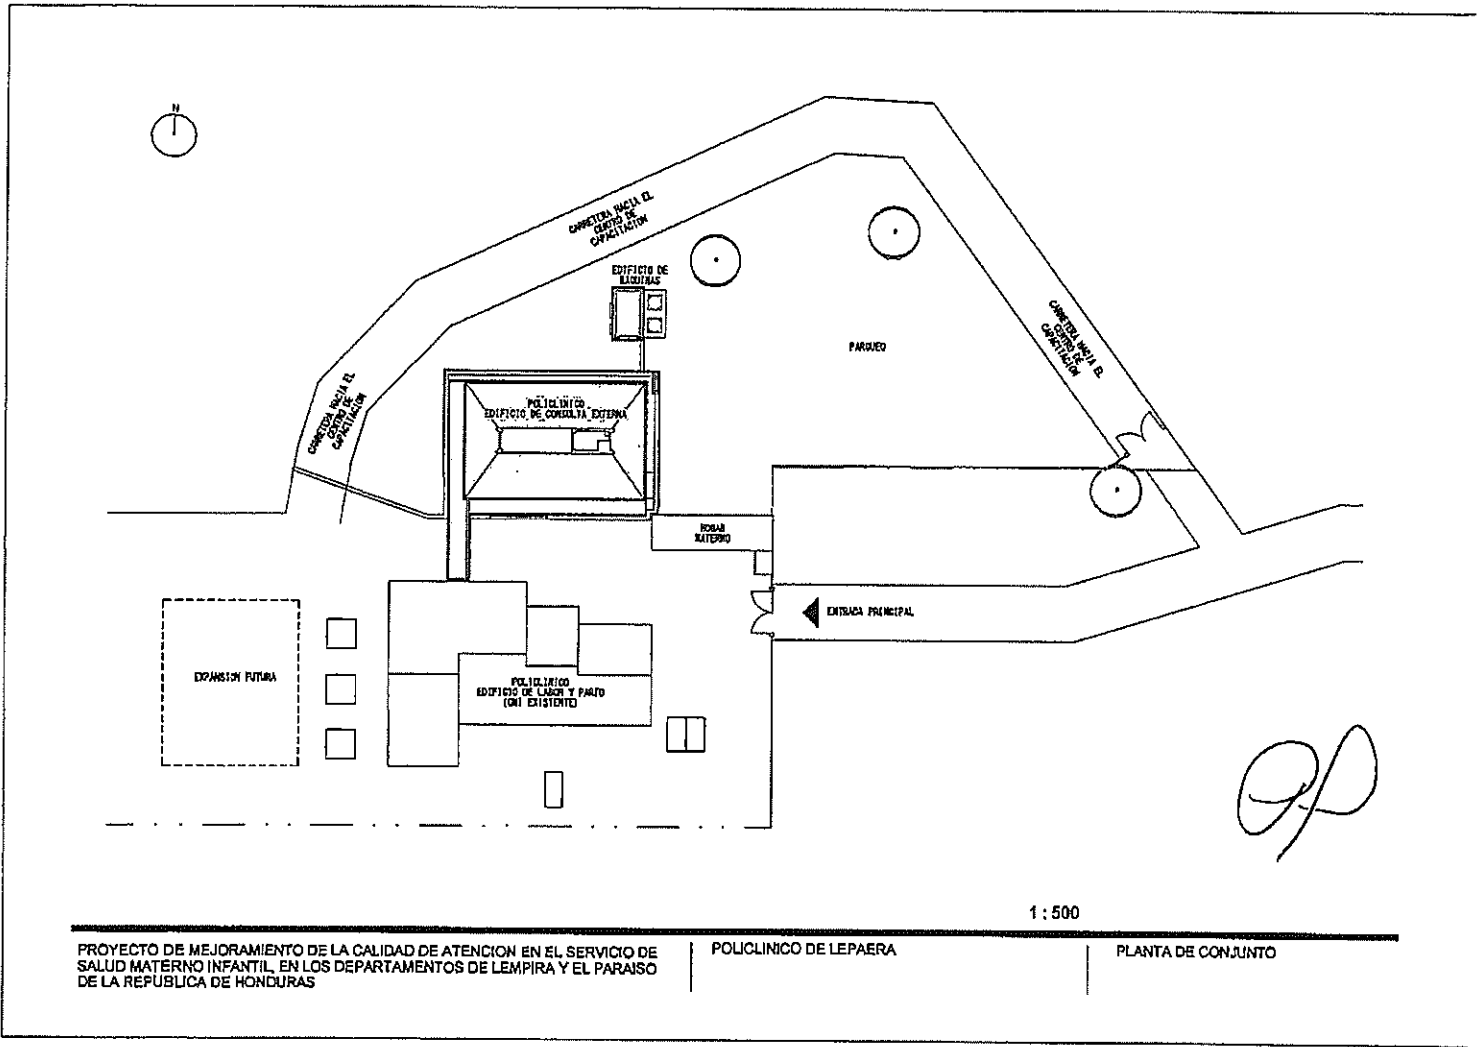 N
CARRETERA HACIA EL
CENTRO DE
CAPACITACION
EDIFICIO DE
MAQUINAS
CARRETERA HACIA EL
CENTRO DE
CAPACITACION
PARQUEO
CARRETERA HACIA EL
CENTRO DE
CAPACITACION
POLICLINICO
EDIFICIO DE CONSULTA EXTERNA
HOGAR
MATERNO
ENTRADA PRINCIPAL
EXPANSION FUTURA
POLICLINICO
EDIFICIO DE LABOR Y PARTO
(CMI EXISTENTE)
1 : 500
PROYECTO DE MEJORAMIENTO DE LA CALIDAD DE ATENCION EN EL SERVICIO DE
SALUD MATERNO INFANTIL, EN LOS DEPARTAMENTOS DE LEMPIRA Y EL PARAISO
DE LA REPUBLICA DE HONDURAS
POLICLINICO DE LEPAERA
PLANTA DE CONJUNTO